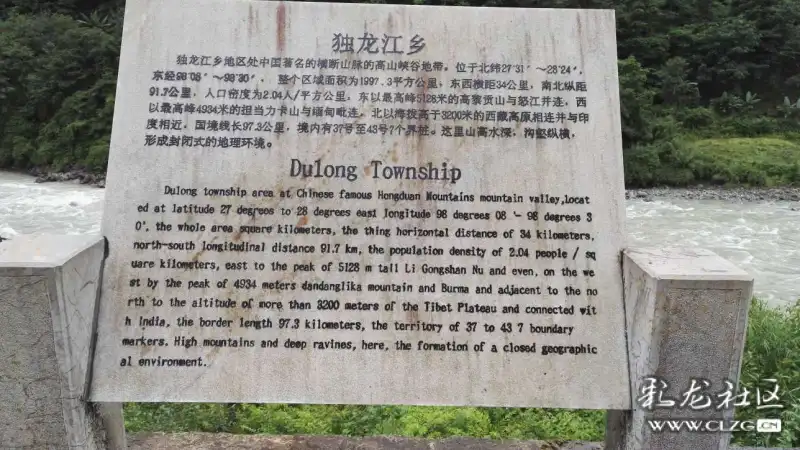 独龙江乡
独龙江乡地区处中国著名的横断山脉的高山峡谷地带。位于北纬27°31′～28°24′，
东经98°08′～98°30′，整个区域面积为1997.3平方公里，东西横距34公里，南北纵距
91.7公里，人口密度为2.04人/平方公里，东以最高峰5128米的高黎贡山与怒江并连，西
以最高峰4934米的担当力卡山与缅甸毗连，北以海拔高于3200米的西藏高原相连并与印
度相近，国境线长97.3公里，境内有37号至43号7个界桩。这里山高水深，沟壑纵横，
形成封闭式的地理环境。
Dulong Township
Dulong township area at Chinese famous Hengduan Mountains mountain valley,Locat
ed at latitude 27 degrees to 28 degrees east longitude 98 degrees 08 '- 98 degrees 3
0', the whole area square kilometers, the thing horizontal distance of 34 kilometers,
north-south longitudinal distance 91.7 km, the population density of 2.04 people / sq
uare kilometers, east to the peak of 5128 m tall Li Gongshan Nu and even, on the we
st by the peak of 4934 meters dandanglika mountain and Burma and adjacent to the no
rth to the altitude of more than 3200 meters of the Tibet Plateau and connected wit
h India, the border length 97.3 kilometers, the territory of 37 to 43 7 boundary
markers. High mountains and deep ravines, here, the formation of a closed geographic
al environment.
彩龙社区
WWW.CLZG.CN